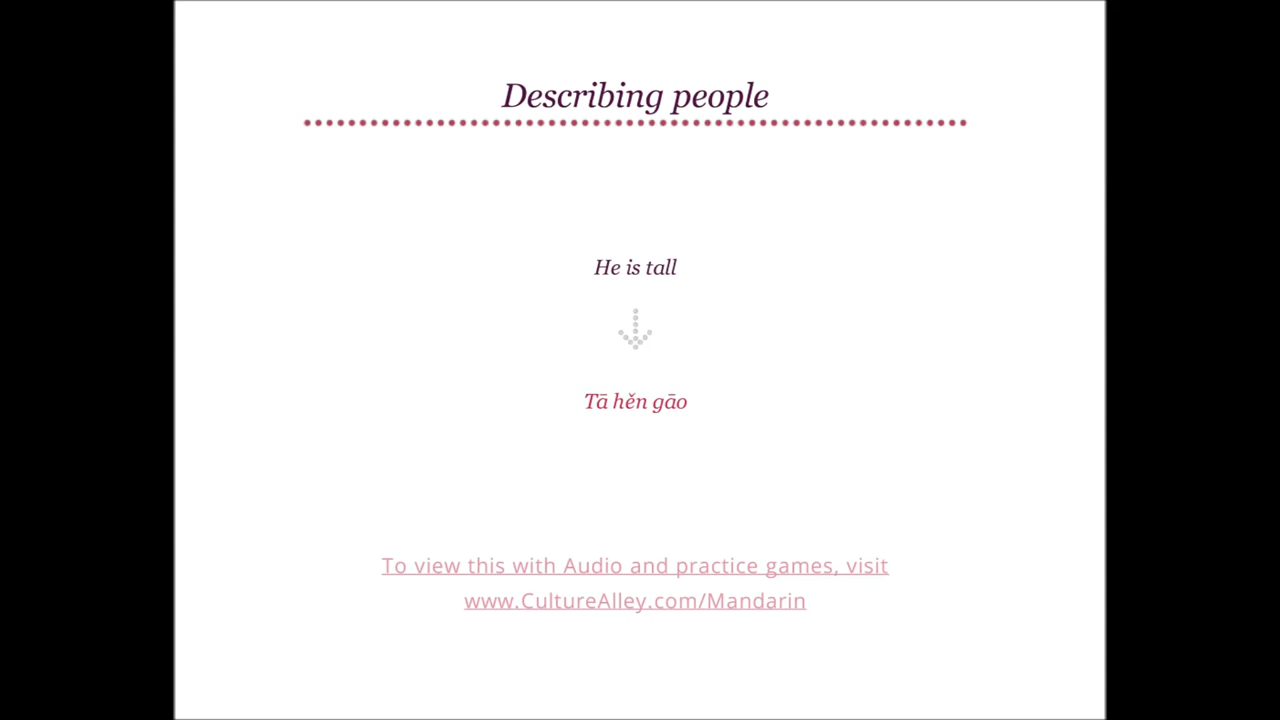 Describing people
He is tall
Tā hěn gāo
To view this with Audio and practice games, visit
www.CultureAlley.com/Mandarin